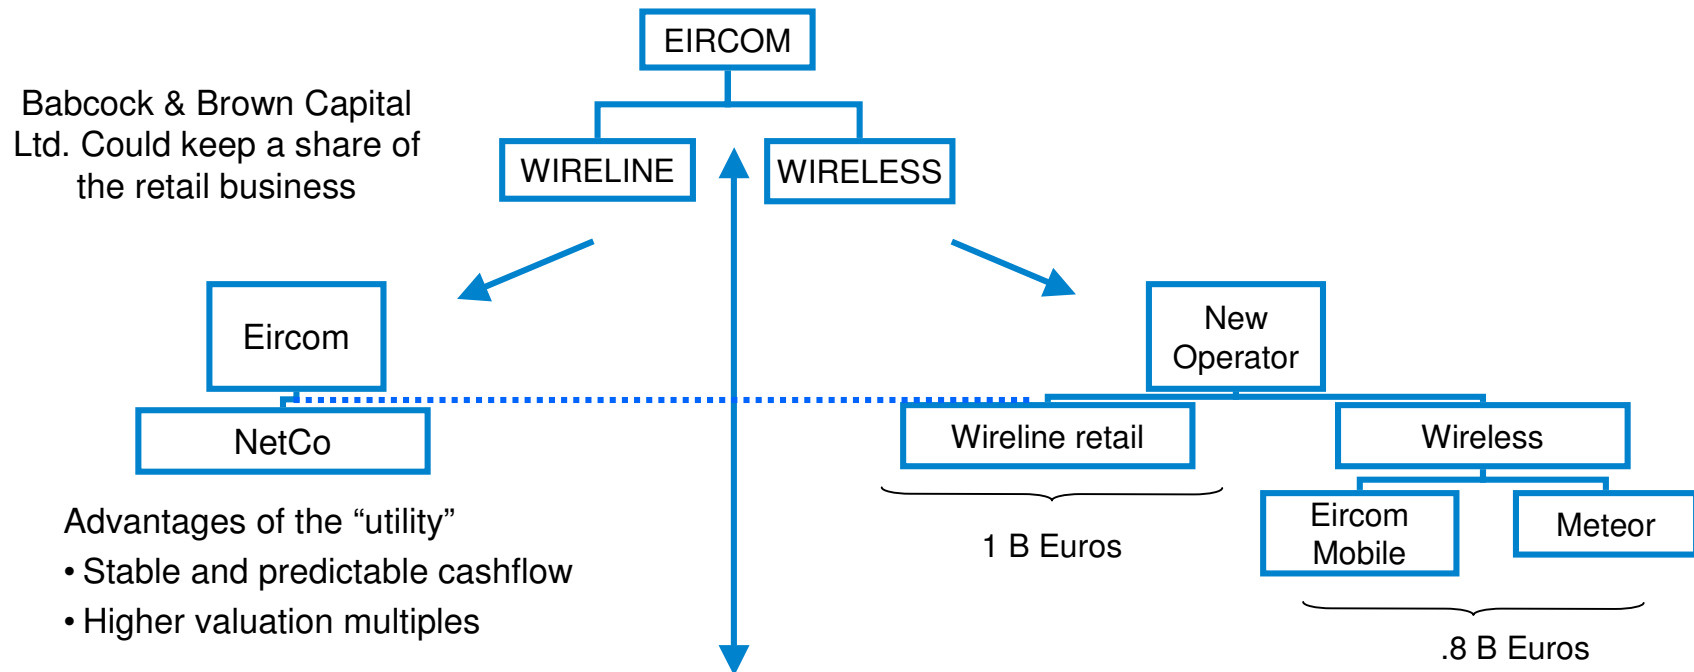 EIRCOM
Babcock & Brown Capital
Ltd. Could keep a share of
the retail business
WIRELINE
WIRELESS
Eircom
New
Operator
NetCo
Wireline retail
Wireless
Advantages of the “utility”
• Stable and predictable cashflow
• Higher valuation multiples
1 B Euros
Eircom
Mobile
Meteor
.8 B Euros